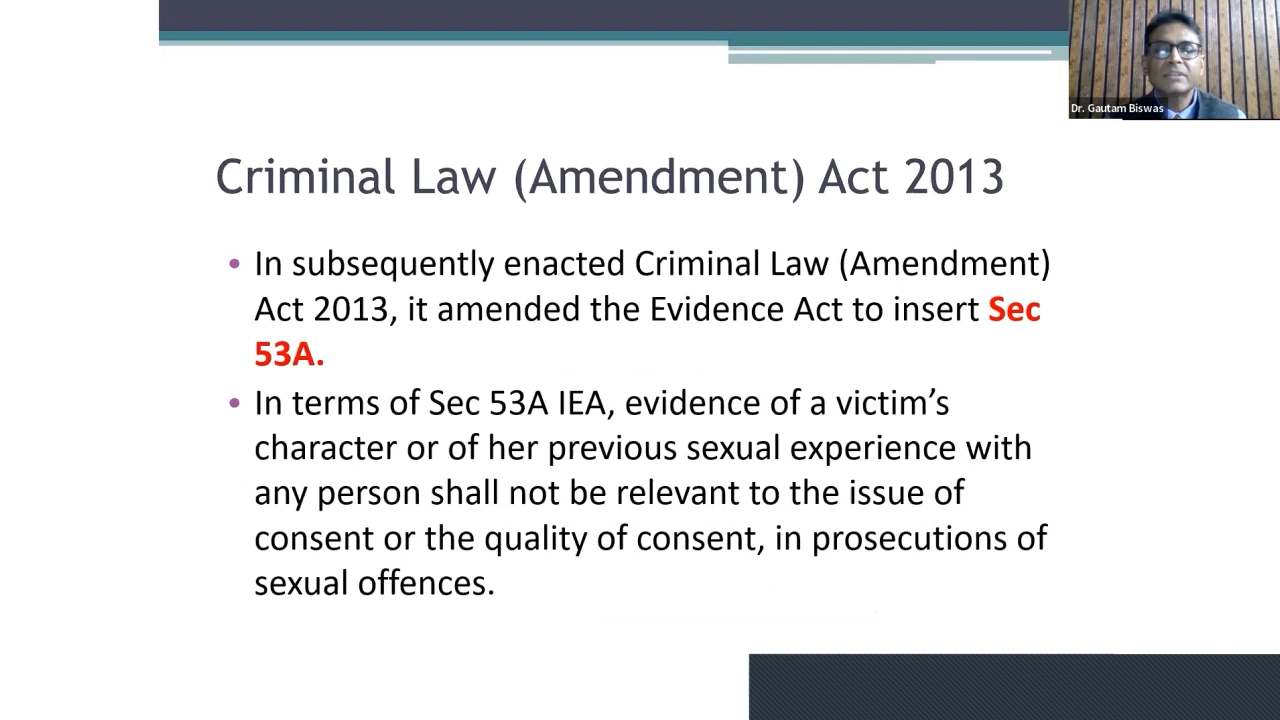 Dr. Gautam Biswas
Criminal Law (Amendment) Act 2013
• In subsequently enacted Criminal Law (Amendment)
Act 2013, it amended the Evidence Act to insert Sec
53A.
• In terms of Sec 53A IEA, evidence of a victim’s
character or of her previous sexual experience with
any person shall not be relevant to the issue of
consent or the quality of consent, in prosecutions of
sexual offences.